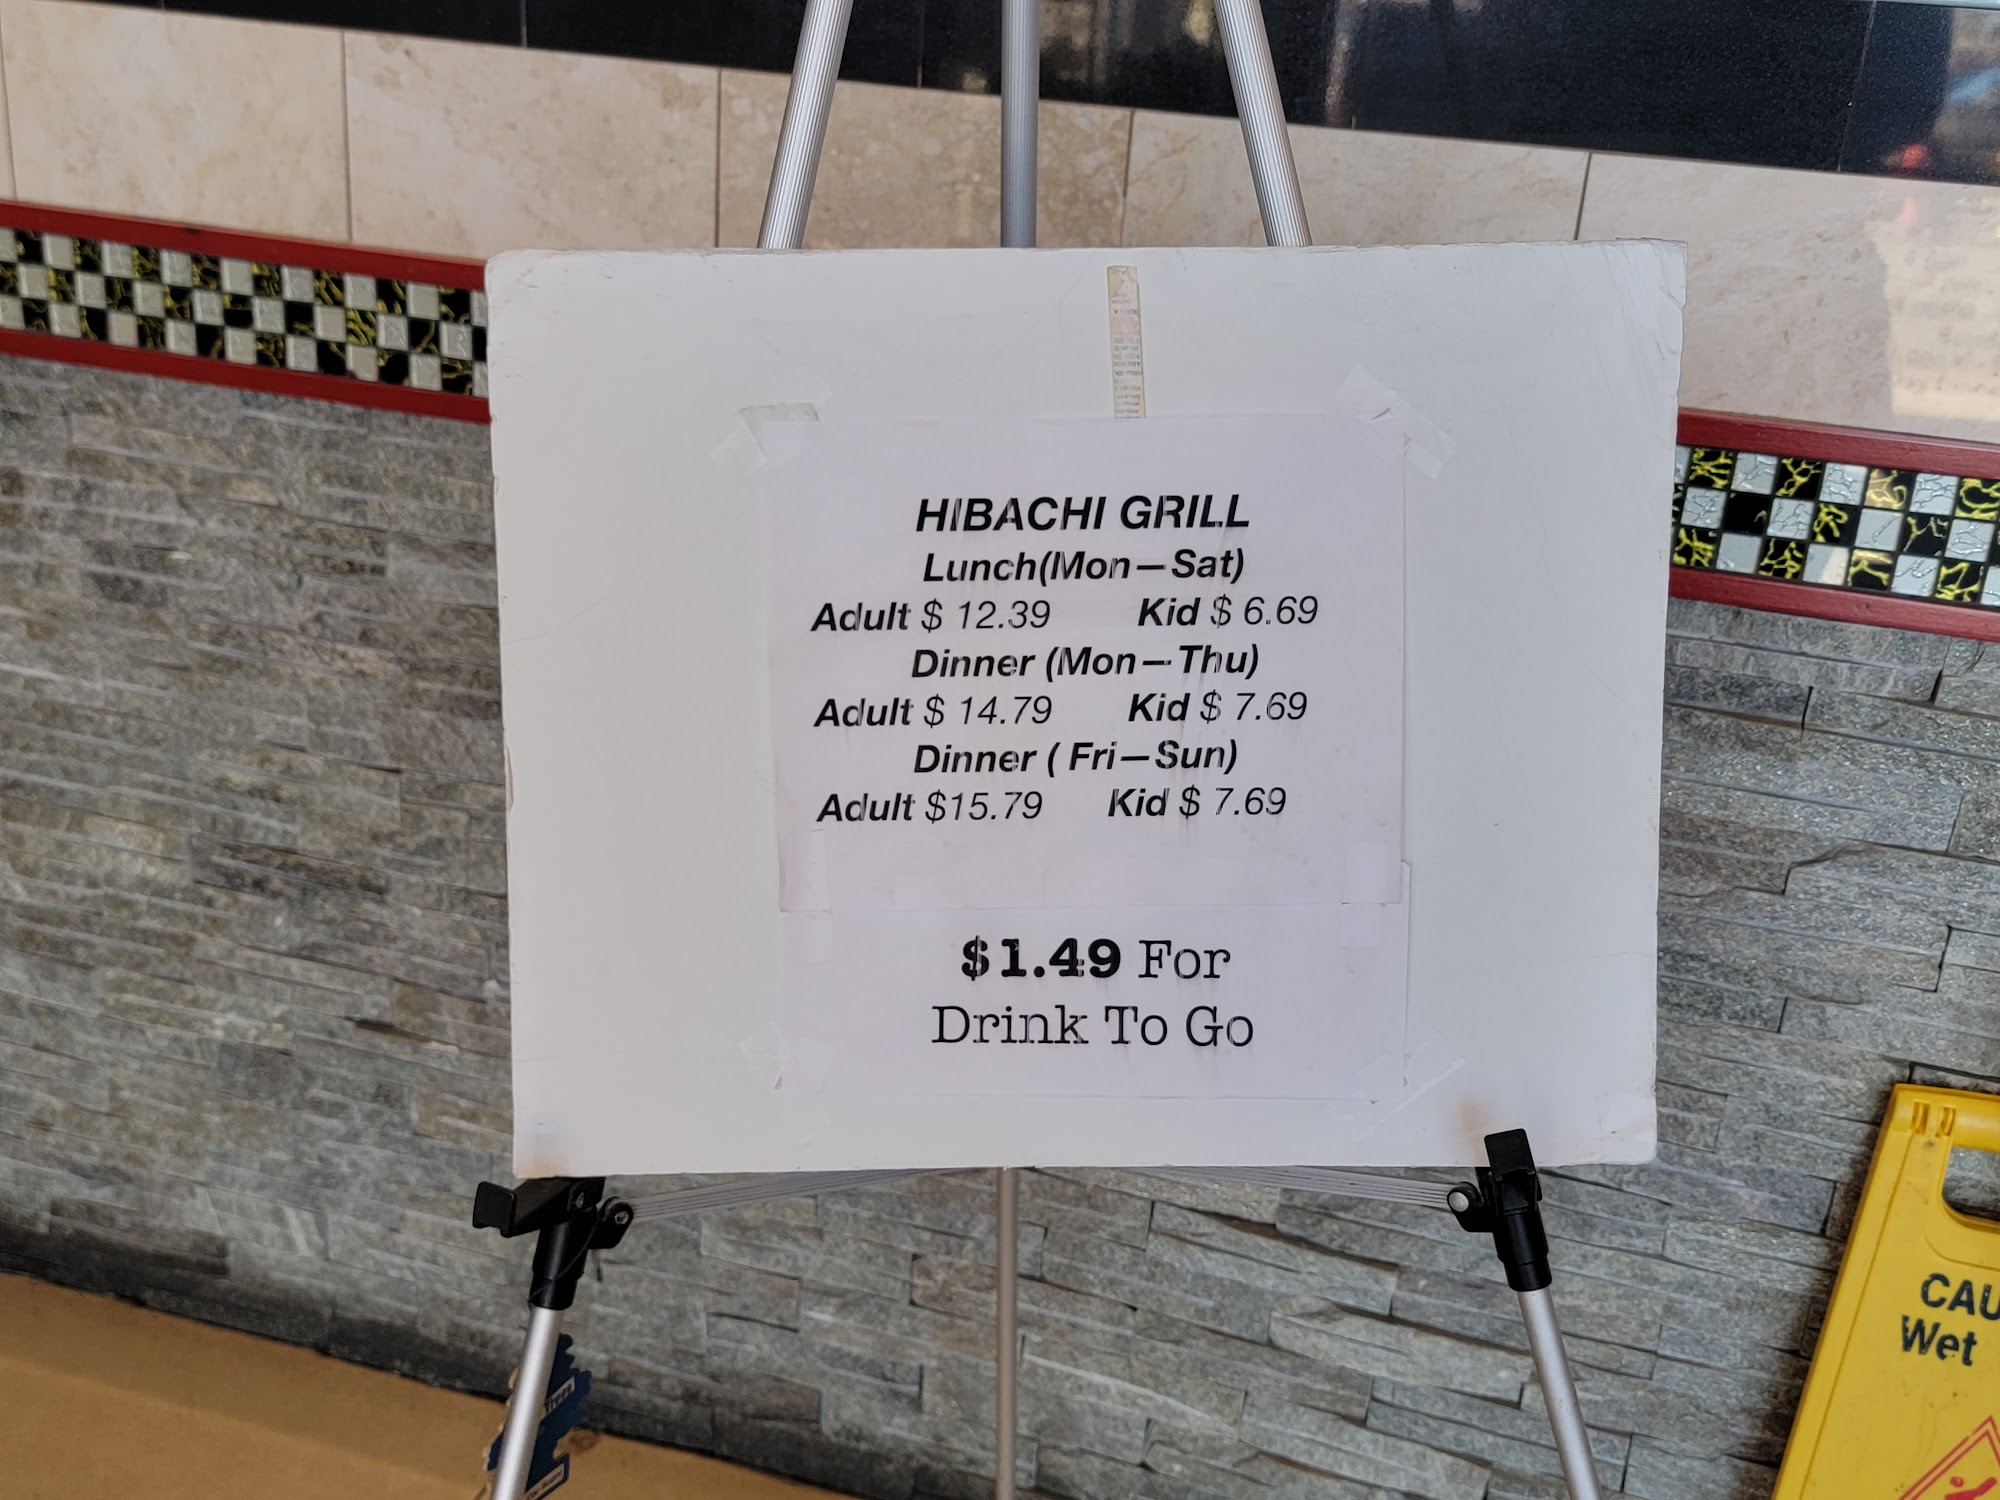 HIBACHI GRILL
Lunch(Mon—Sat)
Adult $ 12.39 Kid $ 6.69
Dinner (Mon—Thu)
Adult $ 14.79 Kid $ 7.69
Dinner ( Fri—Sun)
Adult $15.79 Kid $ 7.69
$1.49 For
Drink To Go
CAU
Wet